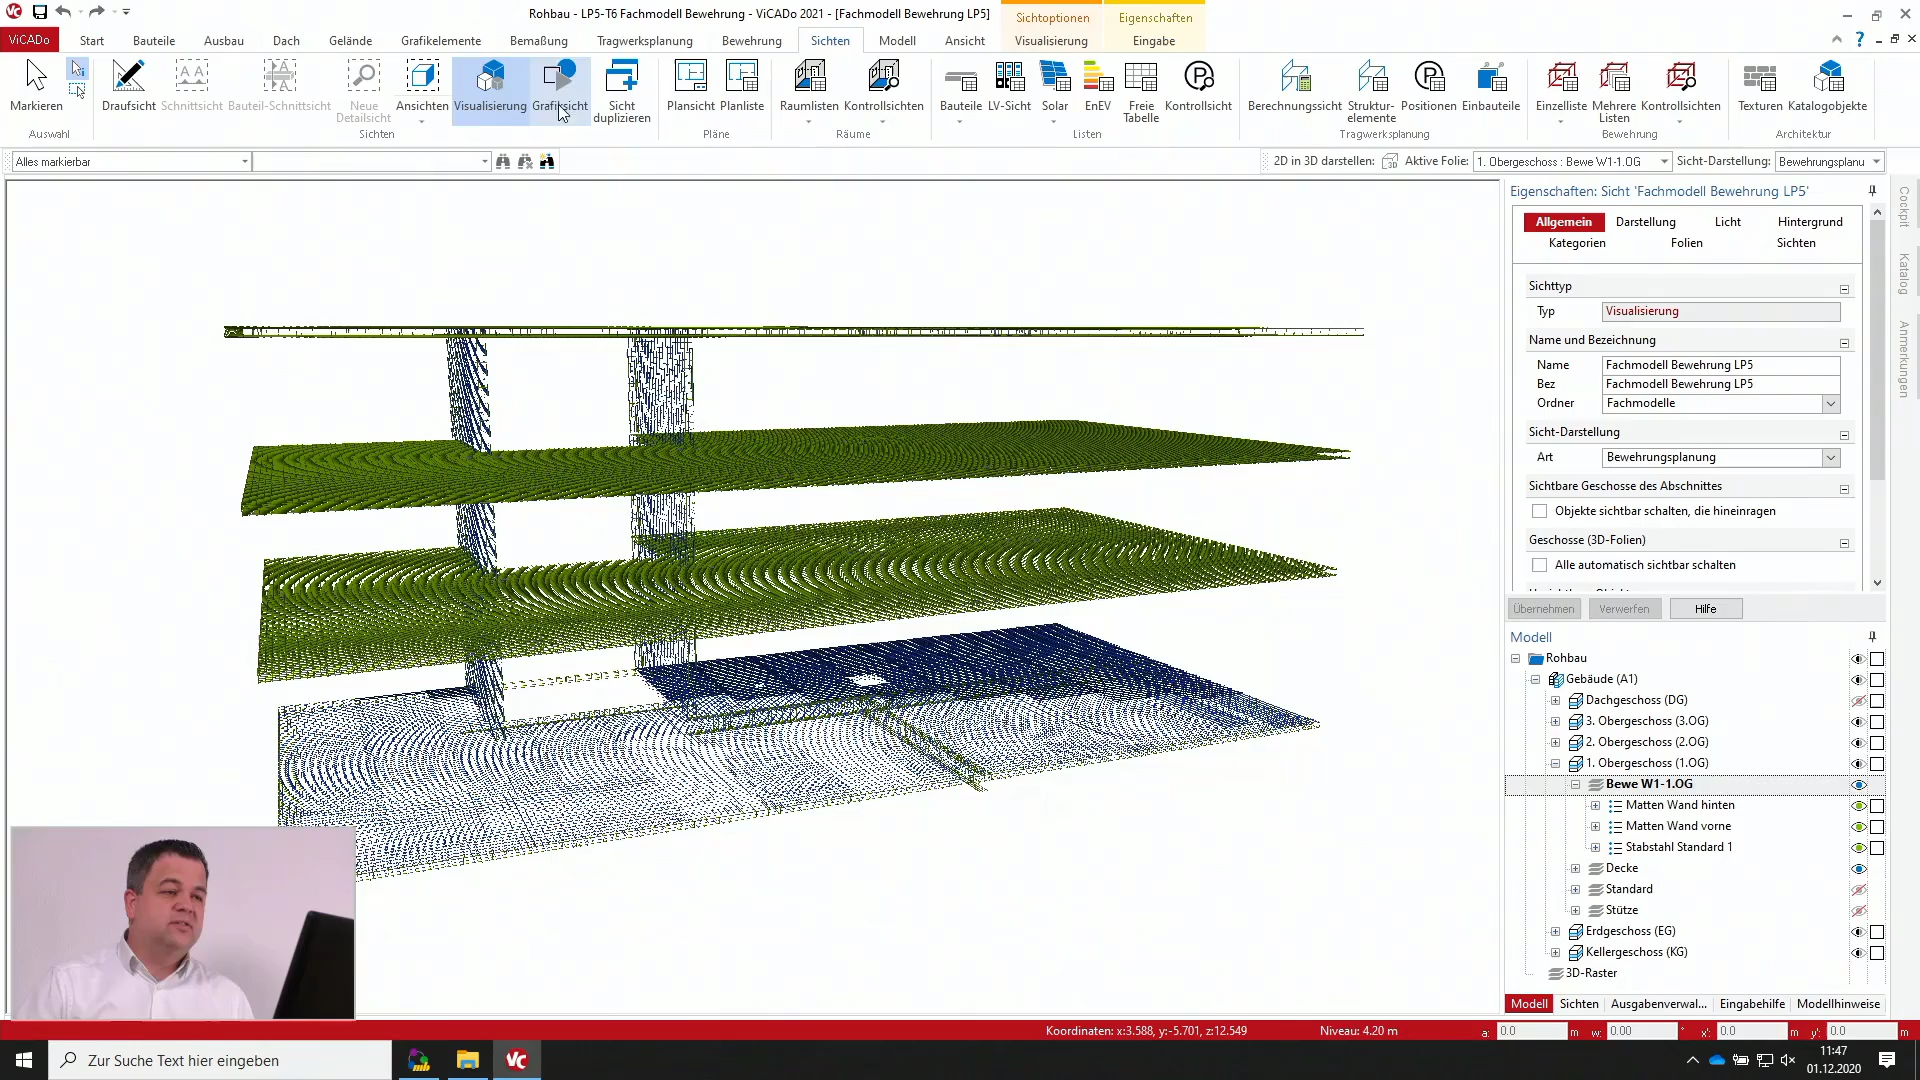 Rohbau - LP5-T6 Fachmodell Bewehrung - ViCADo 2021 - [Fachmodell Bewehrung LP5]
Sichtoptionen
Eigenschaften
ViCADo
Start
Bauteile
Ausbau
Dach
Gelände
Grafikelemente
Bemaßung
Tragwerksplanung
Bewehrung
Sichten
Modell
Ansicht
Visualisierung
Eingabe
Markieren
Draufsicht
Schnittsicht
Bauteil-Schnittsicht
Neue
Detailsicht
Ansichten
Visualisierung
Grafiksicht
Sicht
duplizieren
Plansicht
Planliste
Raumlisten
Kontrollsichten
Bauteile
LV-Sicht
Solar
EnEV
Freie
Tabelle
Kontrollsicht
Berechnungssicht
Struktur-
elemente
Positionen
Einbauteile
Einzelliste
Mehrere
Listen
Kontrollsichten
Texturen
Katalogobjekte
Auswahl
Sichten
Pläne
Räume
Listen
Tragwerksplanung
Bewehrung
Architektur
Alles markierbar
2D in 3D darstellen:
Aktive Folie:
1. Obergeschoss : Bewe W1-1.OG
Sicht-Darstellung:
Bewehrungsplanu
Eigenschaften: Sicht 'Fachmodell Bewehrung LP5'
Allgemein
Darstellung
Licht
Hintergrund
Kategorien
Folien
Sichten
Sichttyp
Typ
Visualisierung
Name und Bezeichnung
Name
Fachmodell Bewehrung LP5
Bez
Fachmodell Bewehrung LP5
Ordner
Fachmodelle
Sicht-Darstellung
Art
Bewehrungsplanung
Sichtbare Geschosse des Abschnittes
Objekte sichtbar schalten, die hineinragen
Geschosse (3D-Folien)
Alle automatisch sichtbar schalten
Übernehmen
Verwerfen
Hilfe
Cockpit
Katalog
Anmerkungen
Modell
Rohbau
Gebäude (A1)
Dachgeschoss (DG)
3. Obergeschoss (3.OG)
2. Obergeschoss (2.OG)
1. Obergeschoss (1.OG)
Bewe W1-1.OG
Matten Wand hinten
Matten Wand vorne
Stabstahl Standard 1
Decke
Standard
Stütze
Erdgeschoss (EG)
Kellergeschoss (KG)
3D-Raster
Modell
Sichten
Ausgabenverwal...
Eingabehilfe
Modellhinweise
Koordinaten: x:3.588, y:-5.701, z:12.549
Niveau: 4.20 m
a: 0.0 m
w: 0.00 °
x': 0.0 m
y': 0.0 m
Zur Suche Text hier eingeben
11:47
01.12.2020